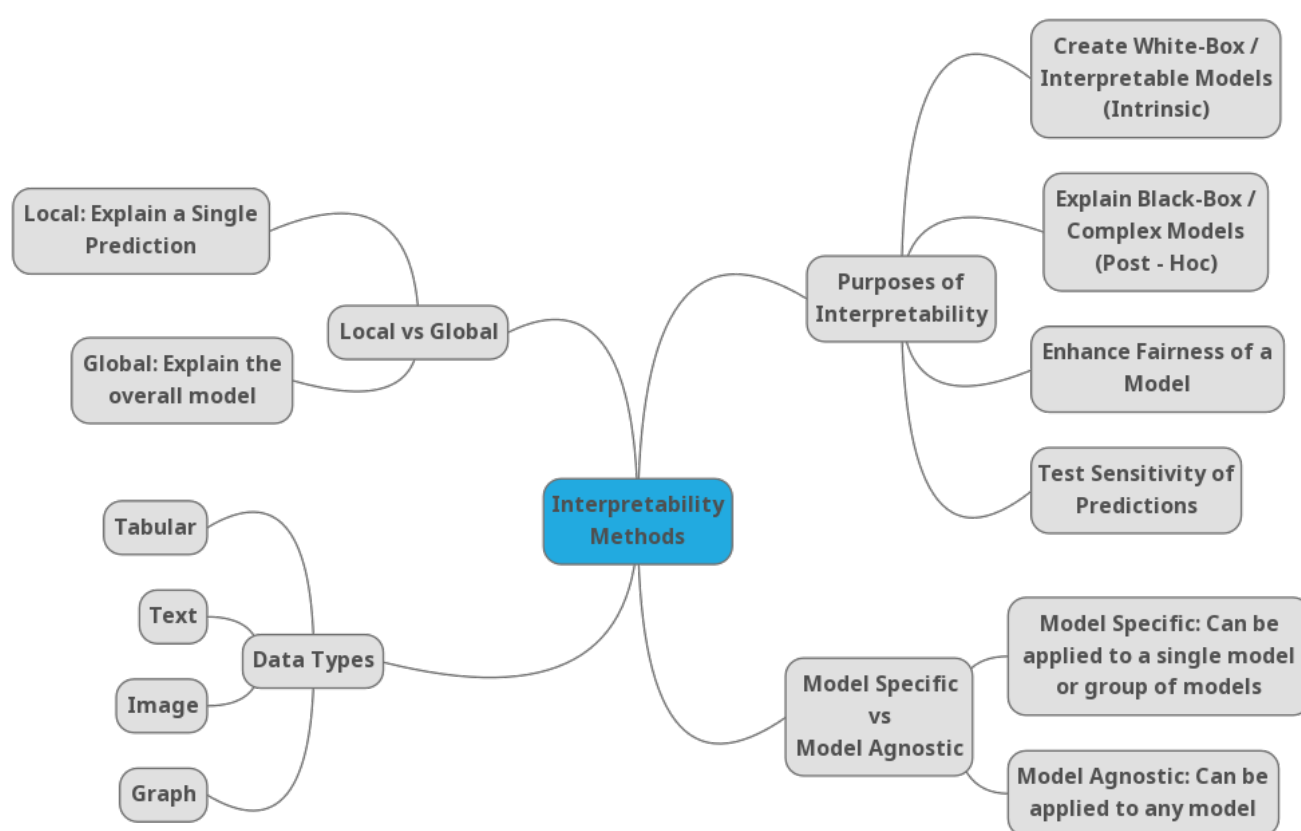 Create White-Box /
Interpretable Models
(Intrinsic)
Local: Explain a Single
Prediction
Explain Black-Box /
Complex Models
(Post - Hoc)
Purposes of
Interpretability
Local vs Global
Global: Explain the
overall model
Enhance Fairness of a
Model
Test Sensitivity of
Predictions
Interpretability
Methods
Tabular
Text
Data Types
Image
Graph
Model Specific
vs
Model Agnostic
Model Specific: Can be
applied to a single model
or group of models
Model Agnostic: Can be
applied to any model